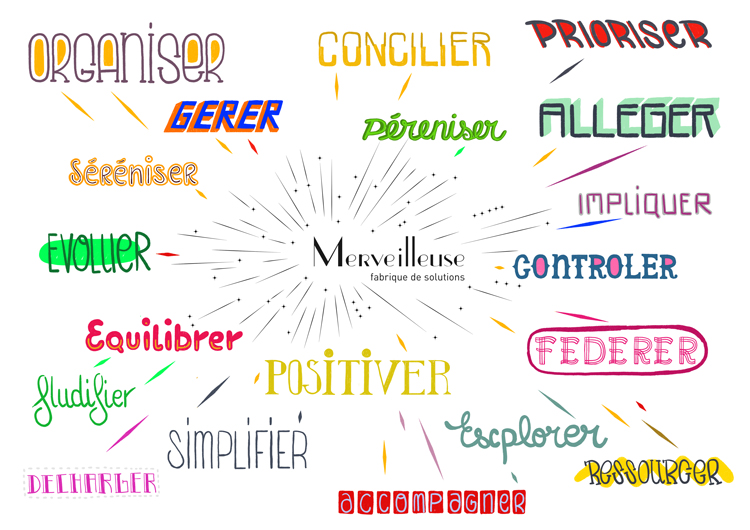 ORGANISER
CONCILIER
PRIORISER
GERER
Péreniser
ALLEGER
Séréniser
IMPLIQUER
EVOLUER
MERVEILLEUSE
fabrique de solutions
CONTROLER
Equilibrer
FEDERER
POSITIVER
fludifier
SIMPLIFIER
Escplorer
DECHARGER
RESSOURCER
ACCOMPAGNER